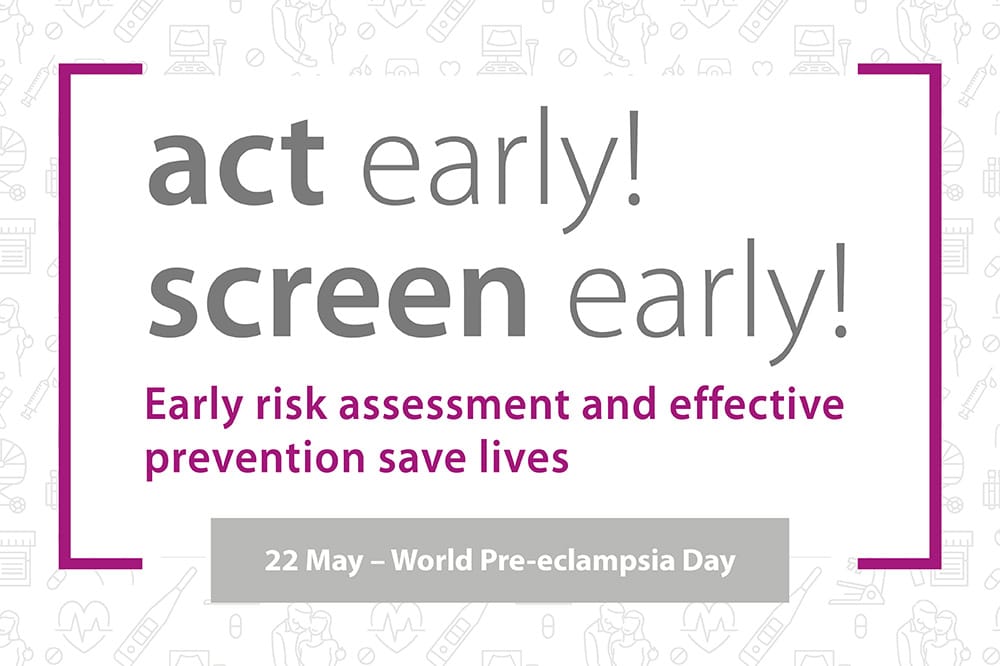 act early!
screen early!
Early risk assessment and effective
prevention save lives
22 May – World Pre-eclampsia Day